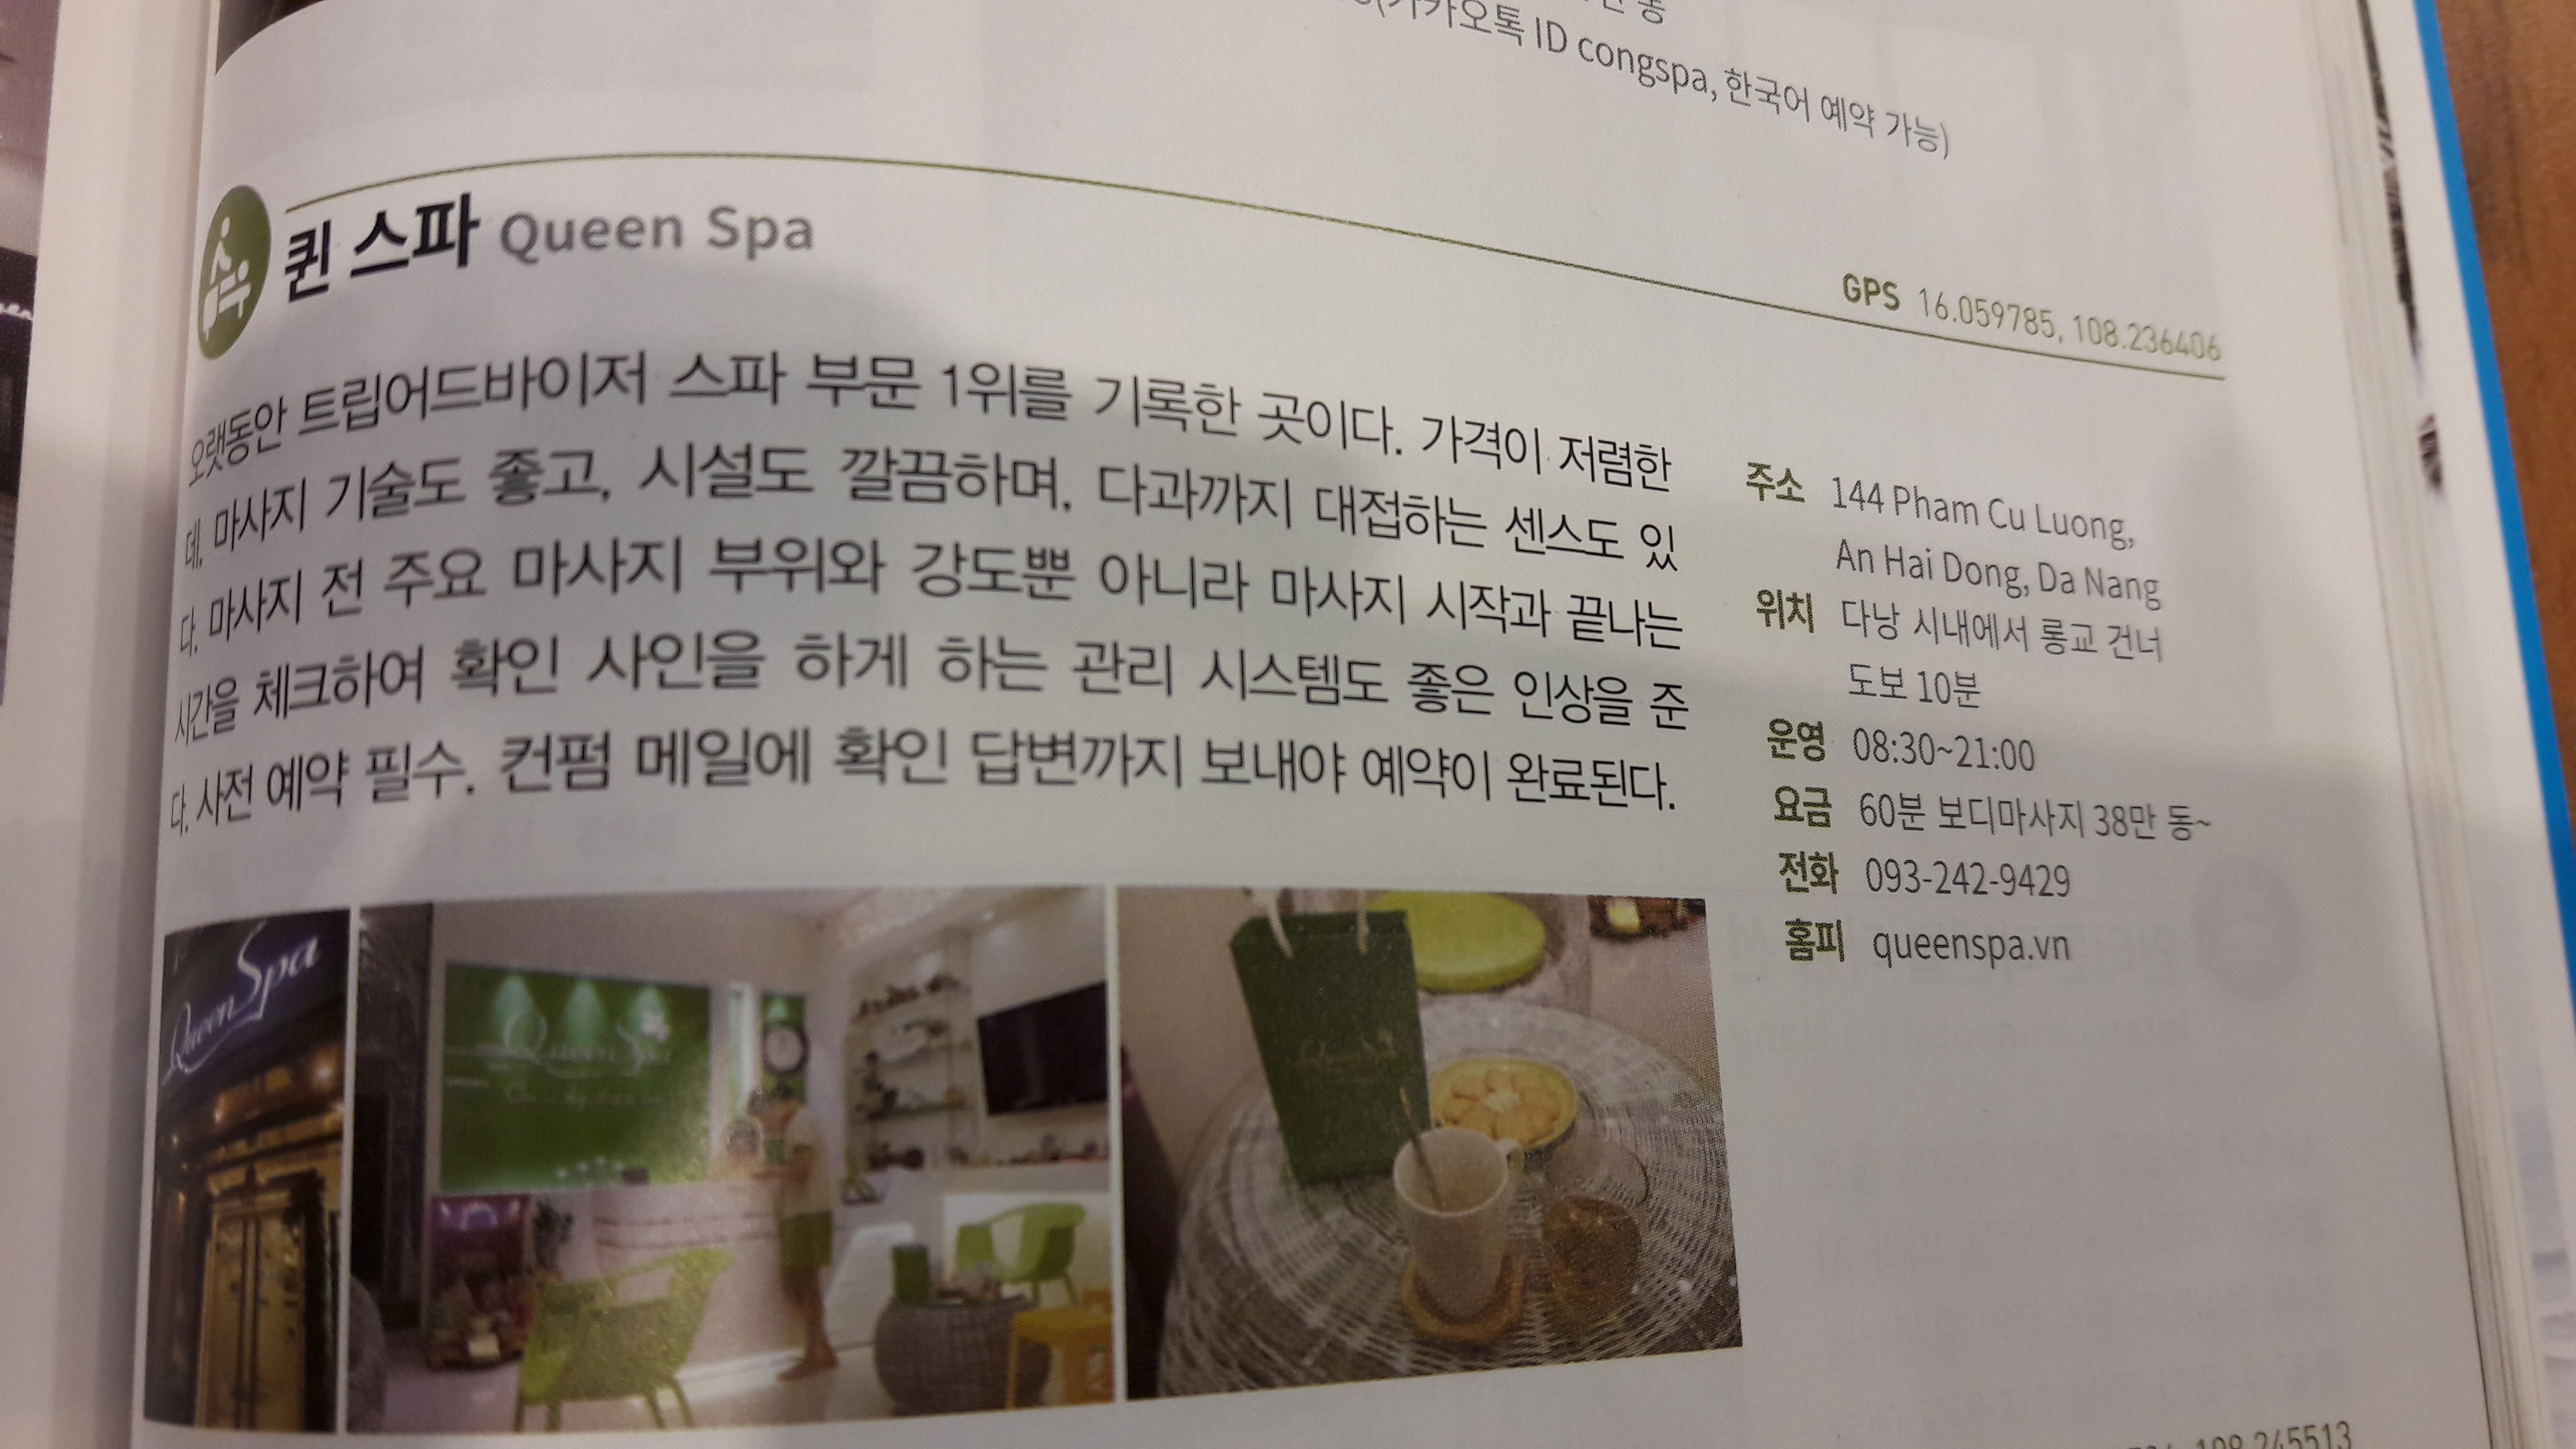 (카카오톡 ID congspa, 한국어 예약 가능)
퀸 스파 Queen Spa
GPS 16.059785, 108.236406
오랫동안 트립어드바이저 스파 부문 1위를 기록한 곳이다. 가격이 저렴한
데, 마사지 기술도 좋고, 시설도 깔끔하며, 다과까지 대접하는 센스도 있
다. 마사지 전 주요 마사지 부위와 강도뿐 아니라 마사지 시작과 끝나는
시간을 체크하여 확인 사인을 하게 하는 관리 시스템도 좋은 인상을 준
다. 사전 예약 필수. 컨펌 메일에 확인 답변까지 보내야 예약이 완료된다.
주소 144 Pham Cu Luong,
An Hai Dong, Da Nang
위치 다낭 시내에서 롱교 건너
도보 10분
운영 08:30~21:00
요금 60분 보디마사지 38만 동~
전화 093-242-9429
홈피 queenspa.vn
Queen Spa
Queen Spa
108.245513